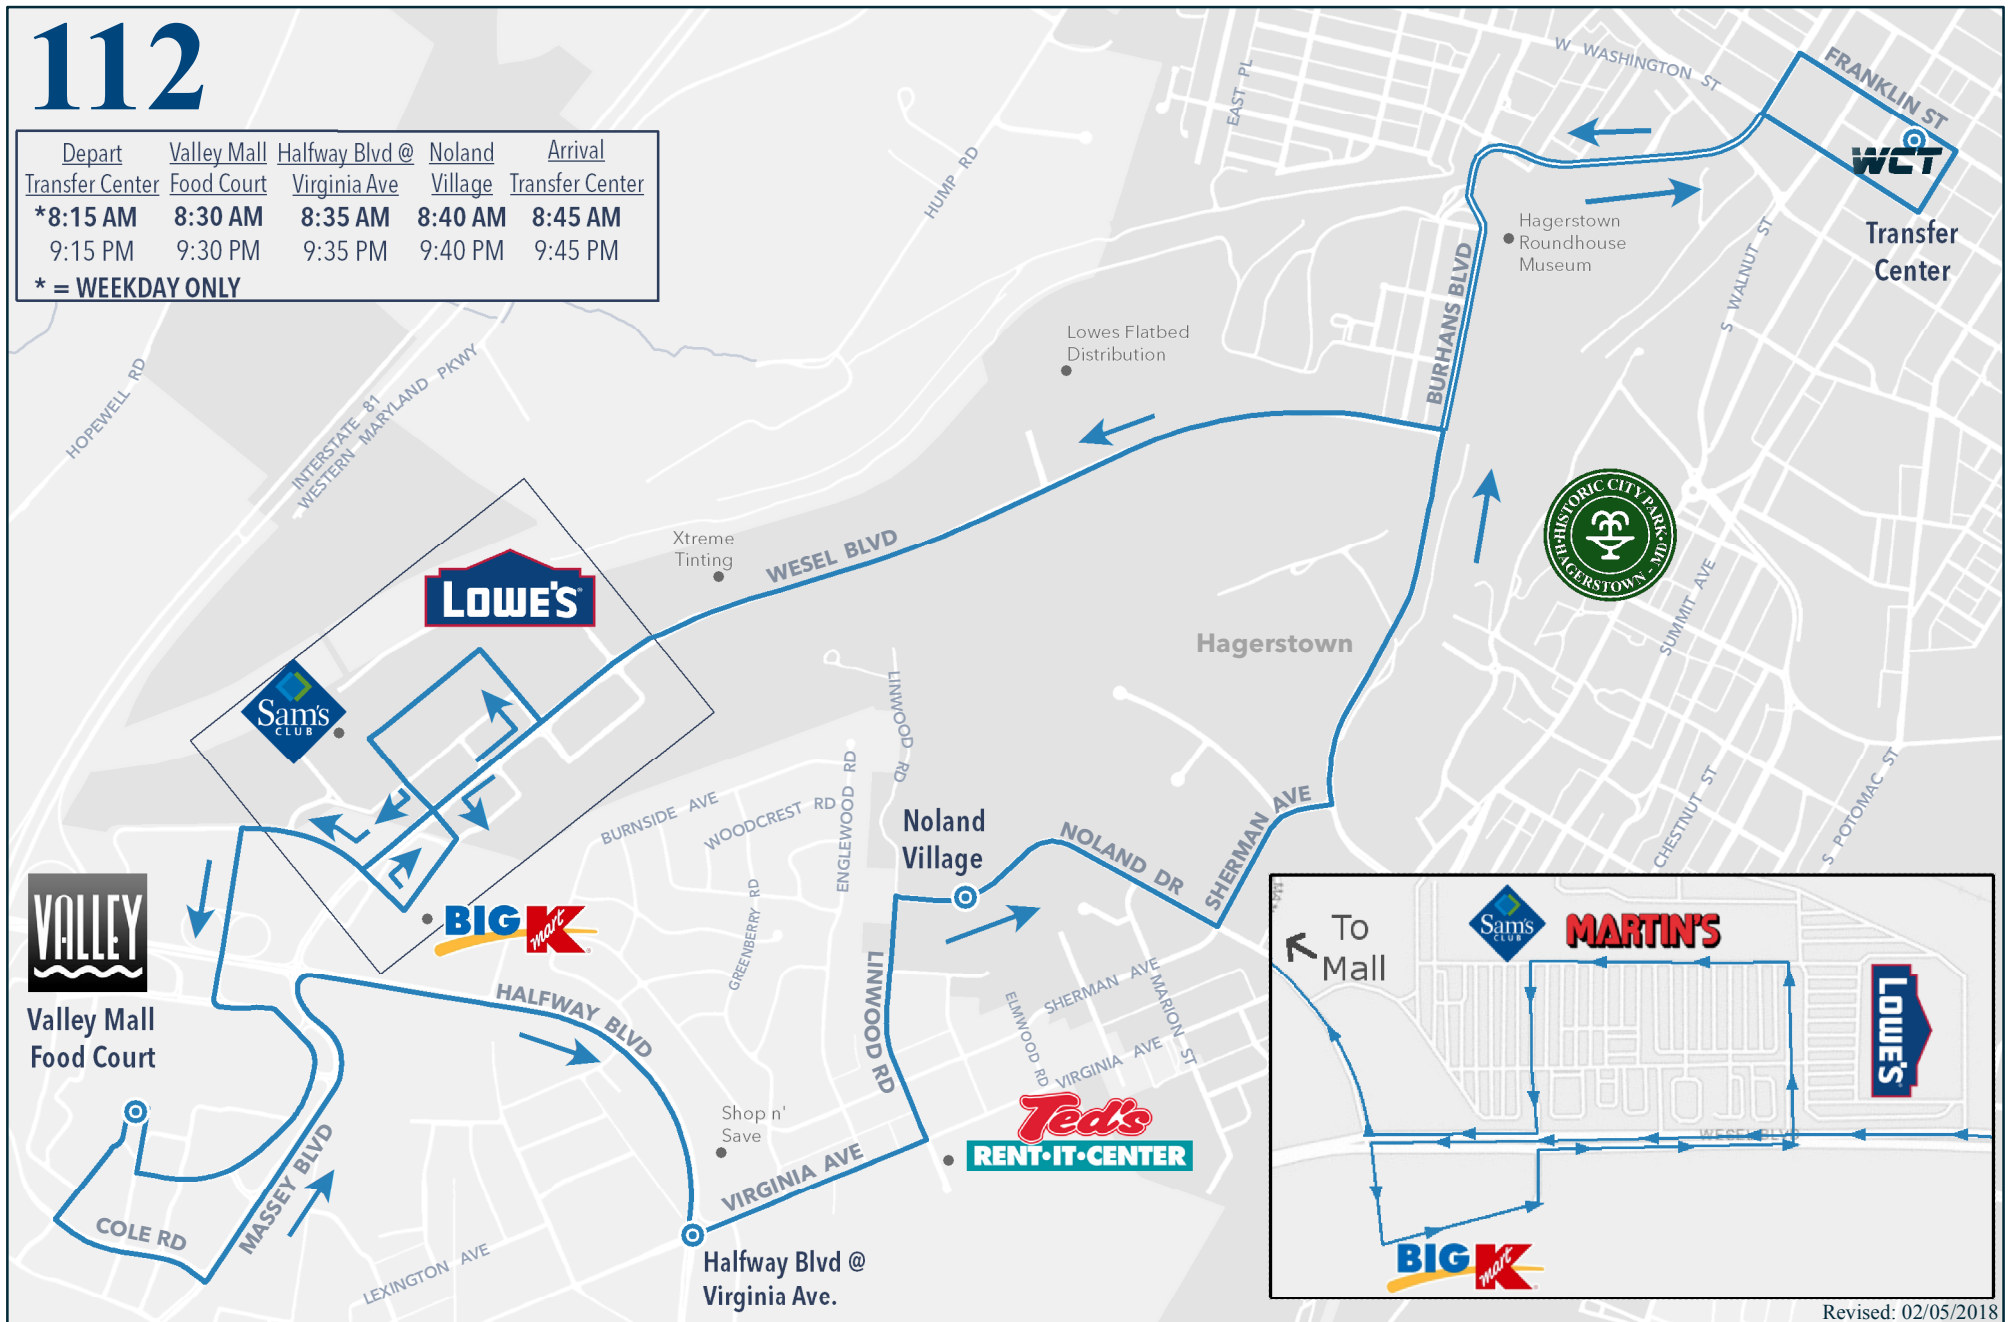 112
Depart
Transfer Center
Valley Mall
Food Court
Halfway Blvd @
Virginia Ave
Noland
Village
Arrival
Transfer Center
*8:15 AM 8:30 AM 8:35 AM 8:40 AM 8:45 AM
9:15 PM 9:30 PM 9:35 PM 9:40 PM 9:45 PM
* = WEEKDAY ONLY
W WASHINGTON ST
FRANKLIN ST
WCT
Transfer
Center
EAST PL
HUMP RD
Hagerstown
Roundhouse
Museum
S WALNUT ST
BURHANS BLVD
Lowes Flatbed
Distribution
HOPEWELL RD
INTERSTATE 81
WESTERN MARYLAND PKWY
HISTORIC CITY PARK
HAGERSTOWN - MD
Xtreme
Tinting
WESEL BLVD
LOWE'S
Sam's
CLUB
Hagerstown
SUMMIT AVE
LINWOOD RD
ENGLEWOOD RD
BURNSIDE AVE
WOODCREST RD
GREENBERRY RD
Noland
Village
NOLAND DR
SHERMAN AVE
CHESTNUT ST
S POTOMAC ST
VALLEY
Valley Mall
Food Court
BIG K
mart
HALFWAY BLVD
LINWOOD RD
SHERMAN AVE
MARION ST
ELMWOOD RD
VIRGINIA AVE
Shop n'
Save
Ted's
RENT•IT•CENTER
VIRGINIA AVE
MASSEY BLVD
COLE RD
LEXINGTON AVE
Halfway Blvd @
Virginia Ave.
To
Mall
Sam's
CLUB
MARTIN'S
LOWE'S
WESEL BLVD
BIG K
mart
Revised: 02/05/2018